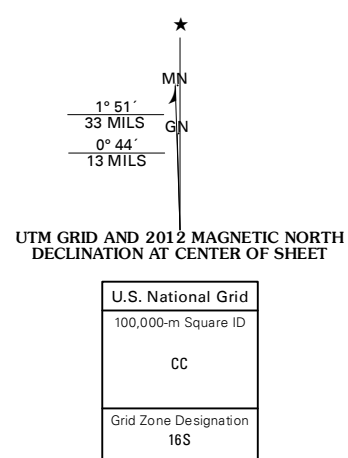 ★
MN
1° 51´
33 MILS
GN
0° 44´
13 MILS
UTM GRID AND 2012 MAGNETIC NORTH
DECLINATION AT CENTER OF SHEET
U.S. National Grid
100,000-m Square ID
CC
Grid Zone Designation
16S